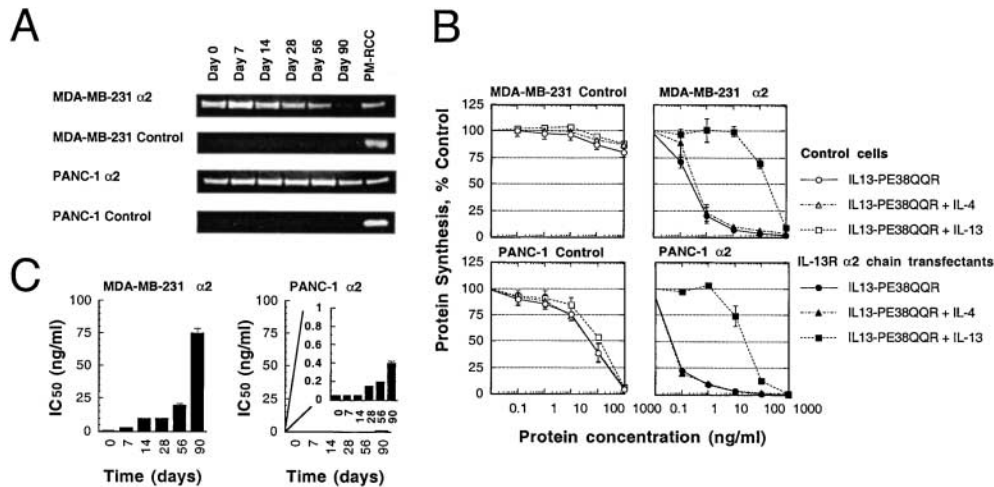 A
Day 0
Day 7
Day 14
Day 28
Day 56
Day 90
PM-RCC
MDA-MB-231 α2
MDA-MB-231 Control
PANC-1 α2
PANC-1 Control
B
MDA-MB-231 Control
MDA-MB-231 α2
125
100
75
50
25
0
PANC-1 Control
PANC-1 α2
125
100
75
50
25
0
0.1 1 10 100 1000 0.1 1 10 100 1000
Protein Synthesis, % Control
Protein concentration (ng/ml)
Control cells
IL13-PE38QQR
IL13-PE38QQR + IL-4
IL13-PE38QQR + IL-13
IL-13R α2 chain transfectants
IL13-PE38QQR
IL13-PE38QQR + IL-4
IL13-PE38QQR + IL-13
C
MDA-MB-231 α2
100
75
50
25
0
IC50 (ng/ml)
0 7 14 28 56 90
Time (days)
PANC-1 α2
100
75
50
25
0
IC50 (ng/ml)
1
0.8
0.6
0.4
0.2
0
0 7 14 28 56 90
0 7 14 28 56 90
Time (days)